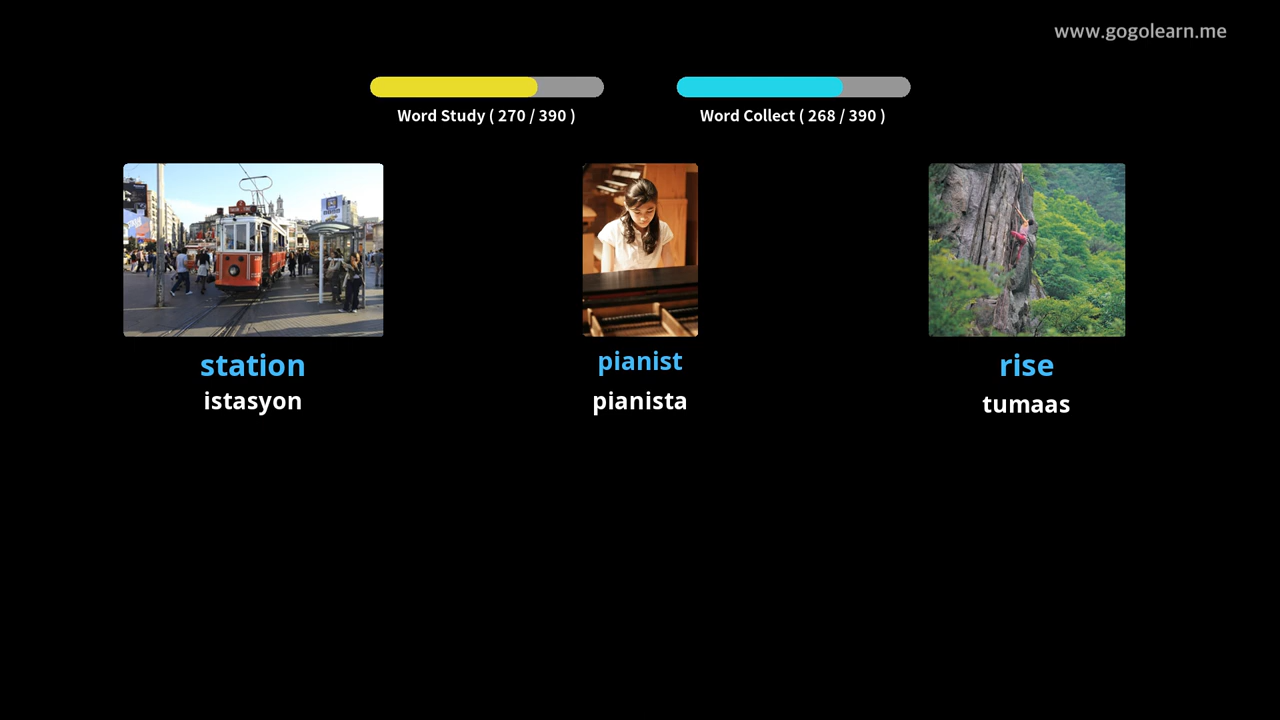 www.gogolearn.me
Word Study ( 270 / 390 )
Word Collect ( 268 / 390 )
station
istasyon
pianist
pianista
rise
tumaas